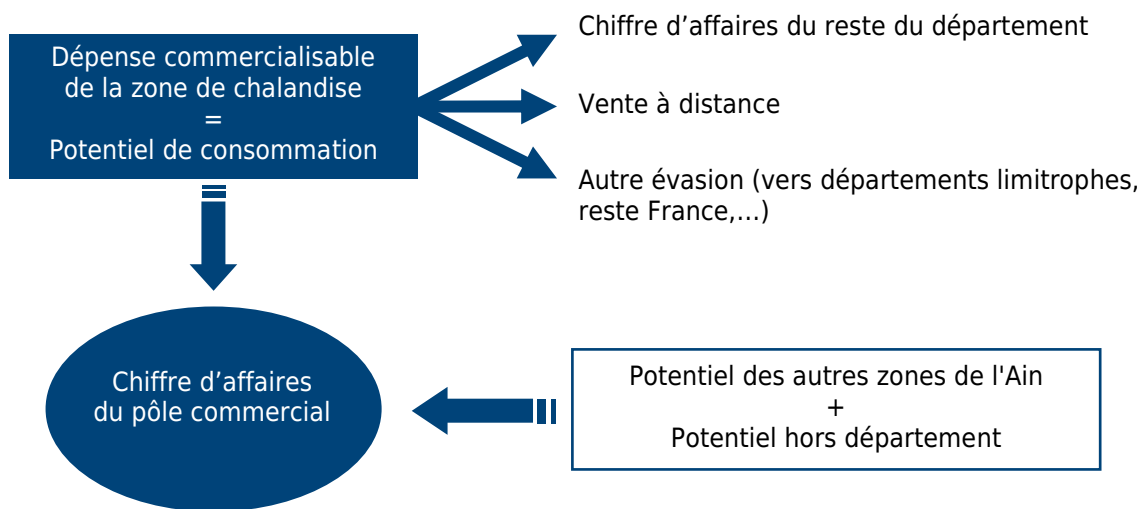 Dépense commercialisable
de la zone de chalandise
=
Potentiel de consommation
Chiffre d’affaires du reste du département
Vente à distance
Autre évasion (vers départements limitrophes,
reste France,…)
Chiffre d’affaires
du pôle commercial
Potentiel des autres zones de l'Ain
+
Potentiel hors département